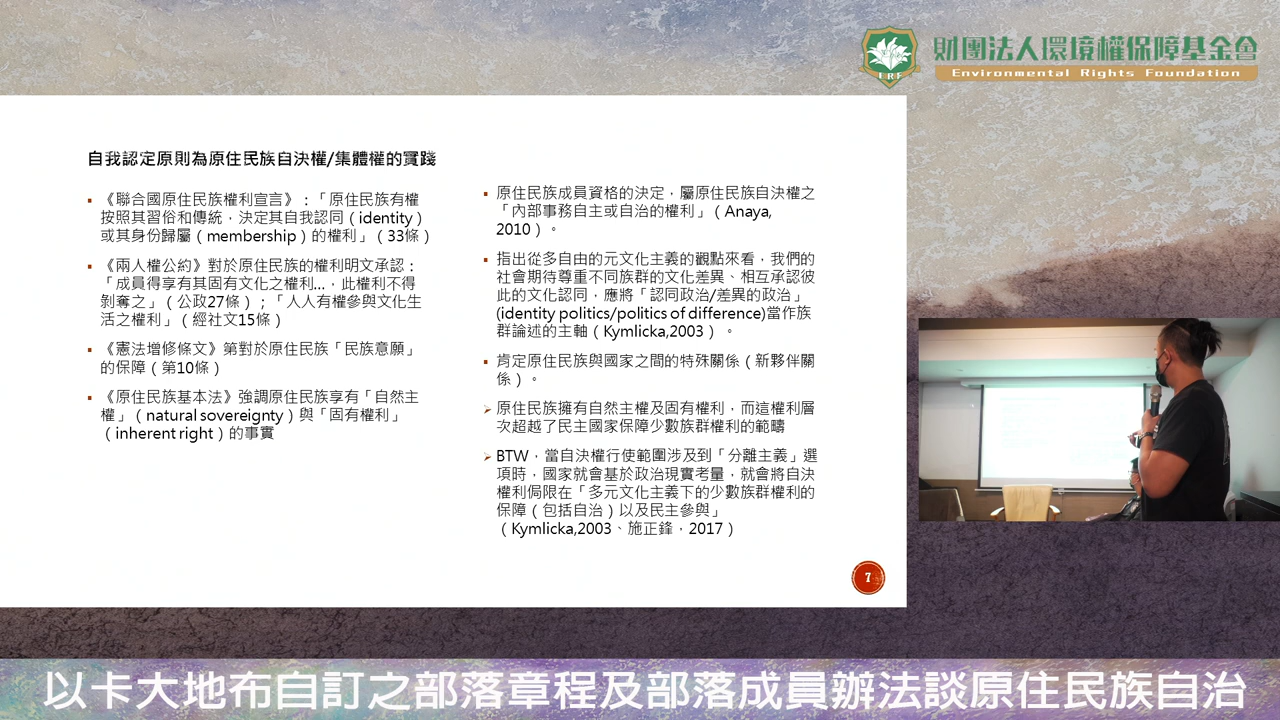 財團法人環境權保障基金會
Environmental Rights Foundation
ERF
自我認定原則為原住民族自決權/集體權的實踐
▪ 《聯合國原住民族權利宣言》：「原住民族有權
按照其習俗和傳統，決定其自我認同（identity）
或其身份歸屬（membership）的權利」（33條）
▪ 《兩人權公約》對於原住民族的權利明文承認：
「成員得享有其固有文化之權利…，此權利不得
剝奪之」（公政27條）；「人人有權參與文化生
活之權利」（經社文15條）
▪ 《憲法增修條文》第對於原住民族「民族意願」
的保障（第10條）
▪ 《原住民族基本法》強調原住民族享有「自然主
權」（natural sovereignty）與「固有權利」
（inherent right）的事實
▪ 原住民族成員資格的決定，屬原住民族自決權之
「內部事務自主或自治的權利」（Anaya,
2010）。
▪ 指出從多自由的元文化主義的觀點來看，我們的
社會期待尊重不同族群的文化差異、相互承認彼
此的文化認同，應將「認同政治/差異的政治」
(identity politics/politics of difference)當作族
群論述的主軸（Kymlicka,2003）。
▪ 肯定原住民族與國家之間的特殊關係（新夥伴關
係）。
➢ 原住民族擁有自然主權及固有權利，而這權利層
次超越了民主國家保障少數族群權利的範疇
➢ BTW，當自決權行使範圍涉及到「分離主義」選
項時，國家就會基於政治現實考量，就會將自決
權利侷限在「多元文化主義下的少數族群權利的
保障（包括自治）以及民主參與」
（Kymlicka,2003、施正鋒，2017）
7
以卡大地布自訂之部落章程及部落成員辦法談原住民族自治